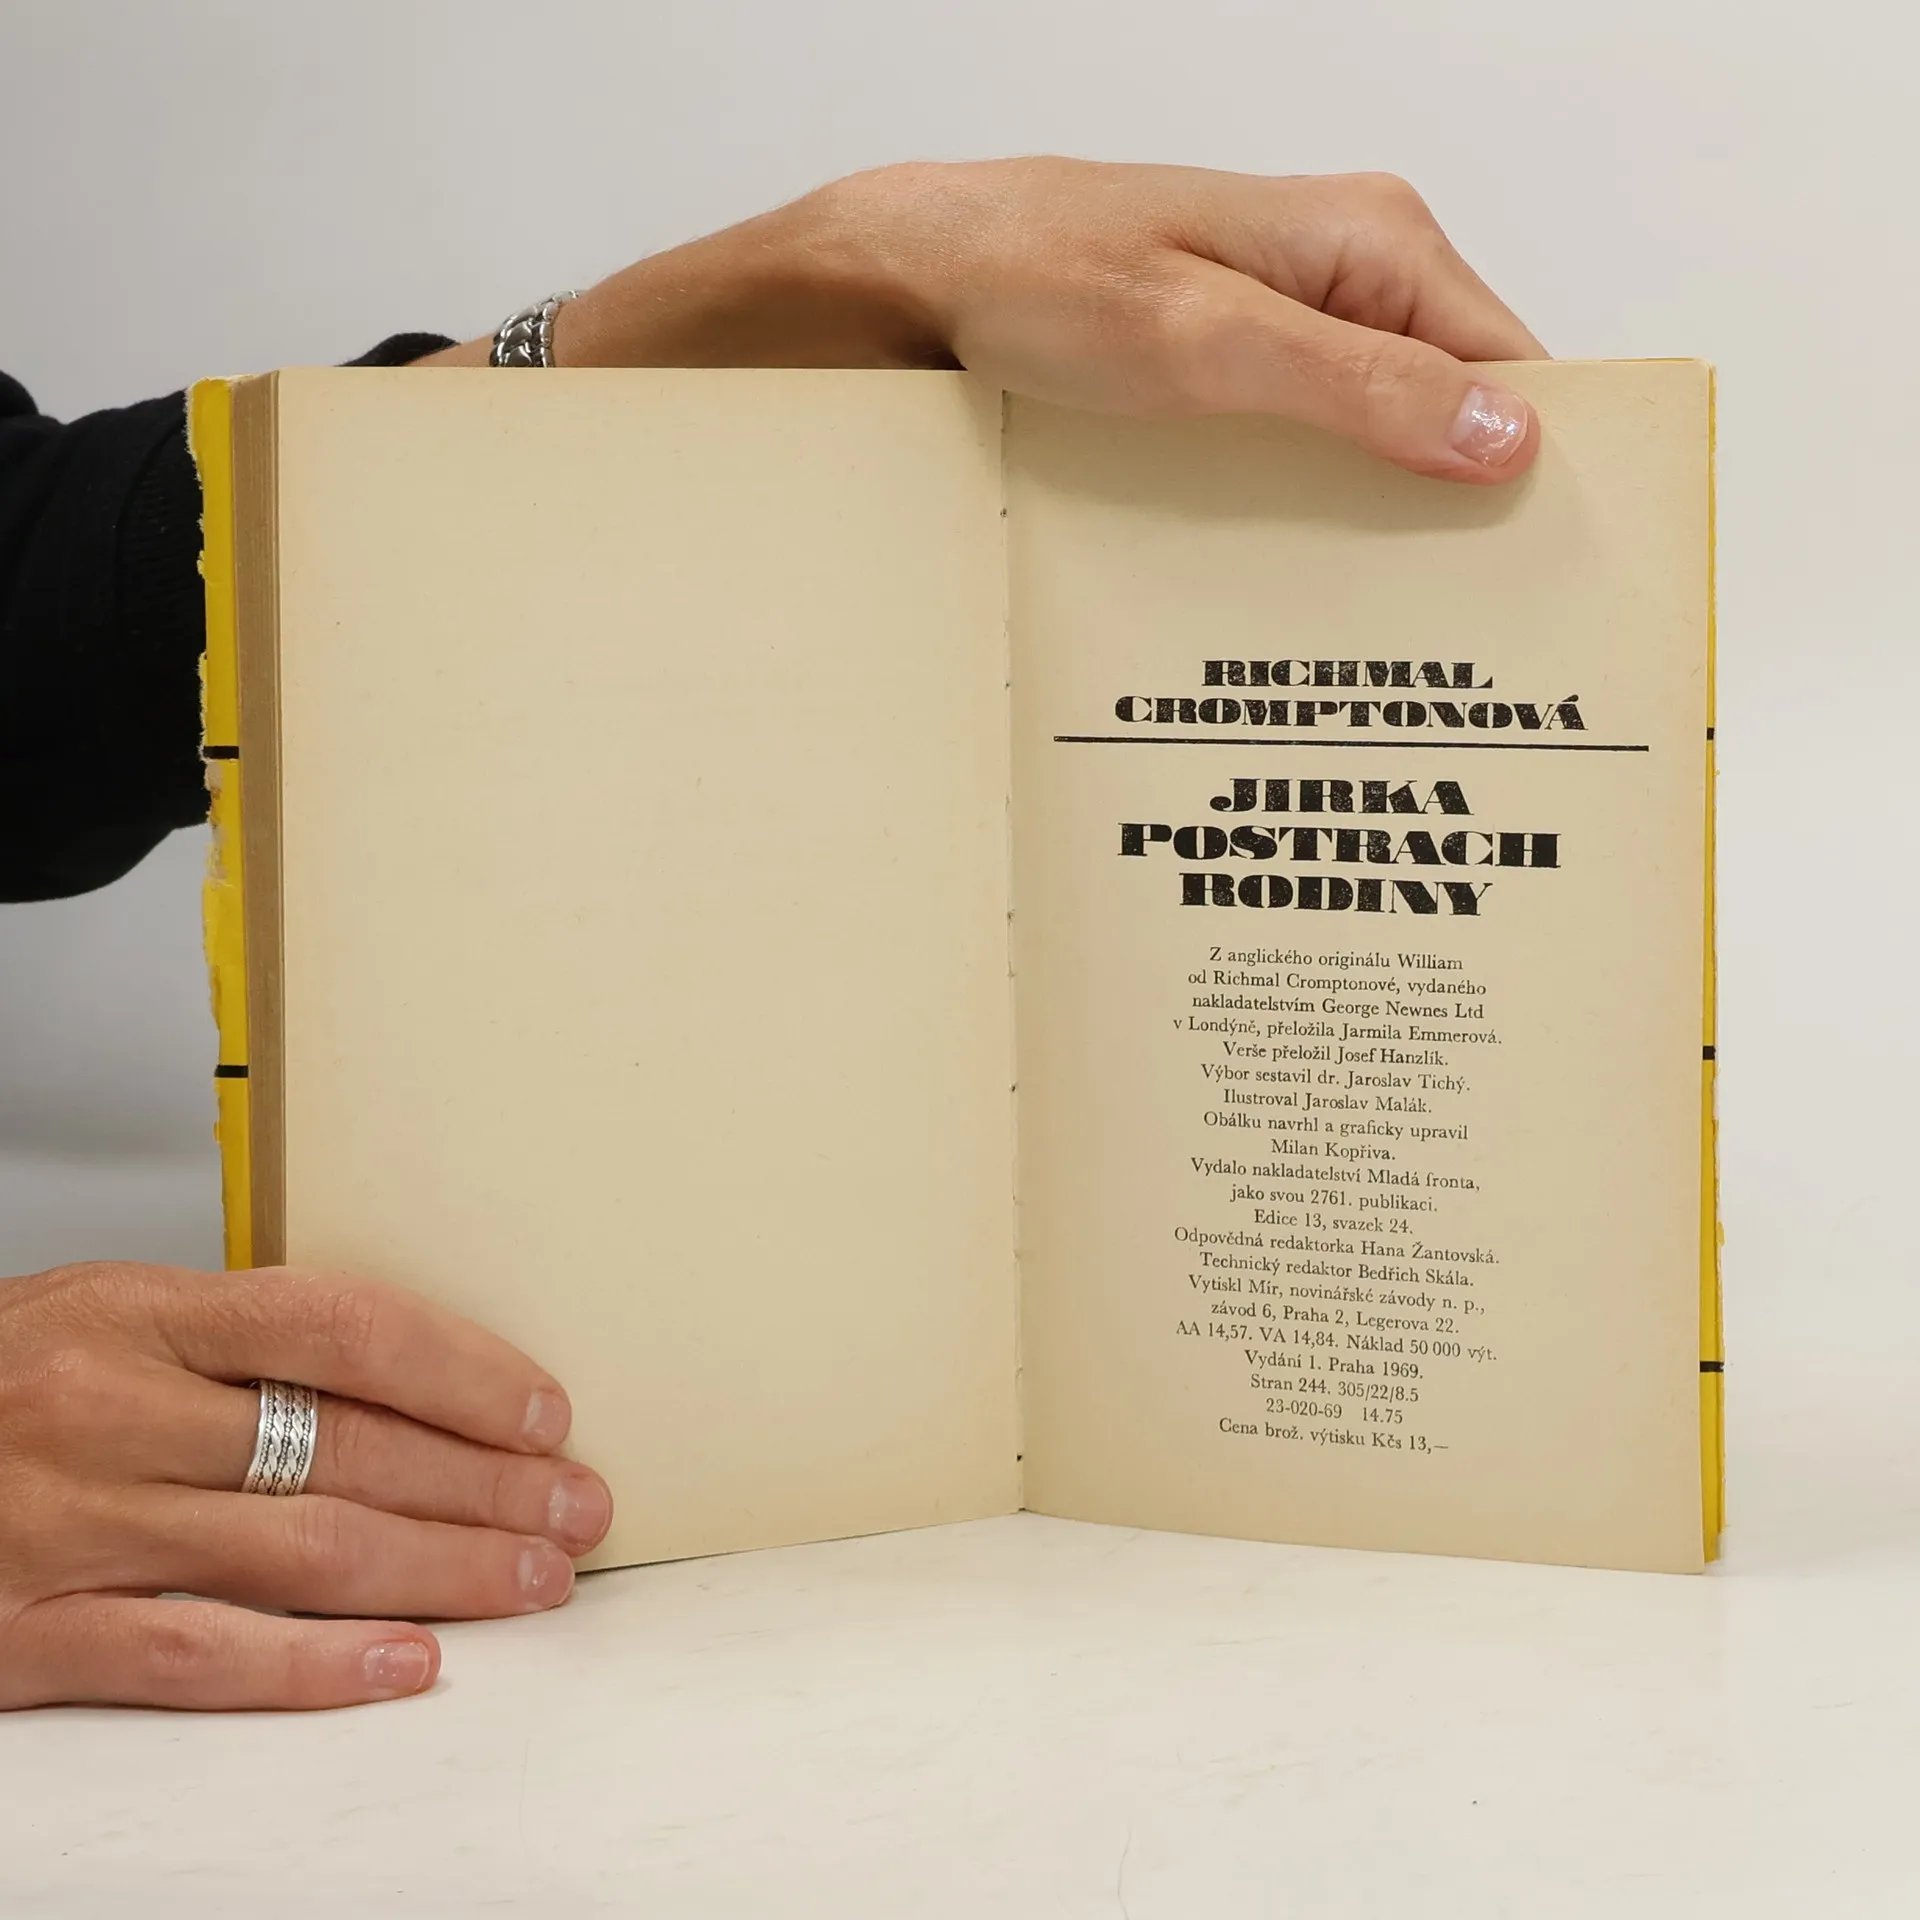 RICHMAL
CROMPTONOVÁ
JIRKA
POSTRACH
RODINY
Z anglického originálu William
od Richmal Cromptonové, vydaného
nakladatelstvím George Newnes Ltd
v Londýně, přeložila Jarmila Emmerová.
Verše přeložil Josef Hanzlík.
Výbor sestavil dr. Jaroslav Tichý.
Ilustroval Jaroslav Malák.
Obálku navrhl a graficky upravil
Milan Kopřiva.
Vydalo nakladatelství Mladá fronta,
jako svou 2761. publikaci.
Edice 13, svazek 24.
Odpovědná redaktorka Hana Žantovská.
Technický redaktor Bedřich Skála.
Vytiskl Mír, novinářské závody n. p.,
závod 6, Praha 2, Legerova 22.
AA 14,57. VA 14,84. Náklad 50 000 výt.
Vydání 1. Praha 1969.
Stran 244. 305/22/8.5
23-020-69 14.75
Cena brož. výtisku Kčs 13,—